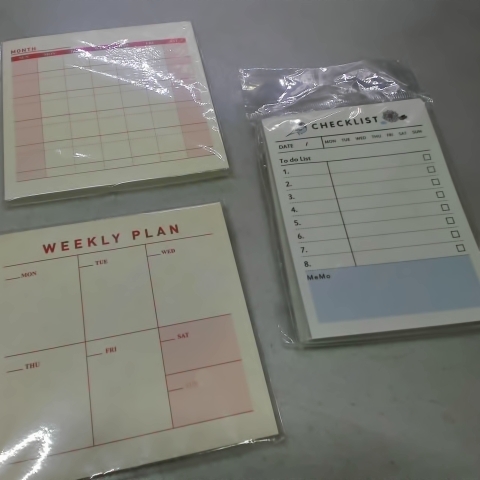 MONTH
WEEKLY PLAN
MON
TUE
WED
THU
FRI
SAT
CHECKLIST
DATE / MON TUE WED THU FRI SAT SUN
To do List
1.
2.
3.
4.
5.
6.
7.
8.
MeMo